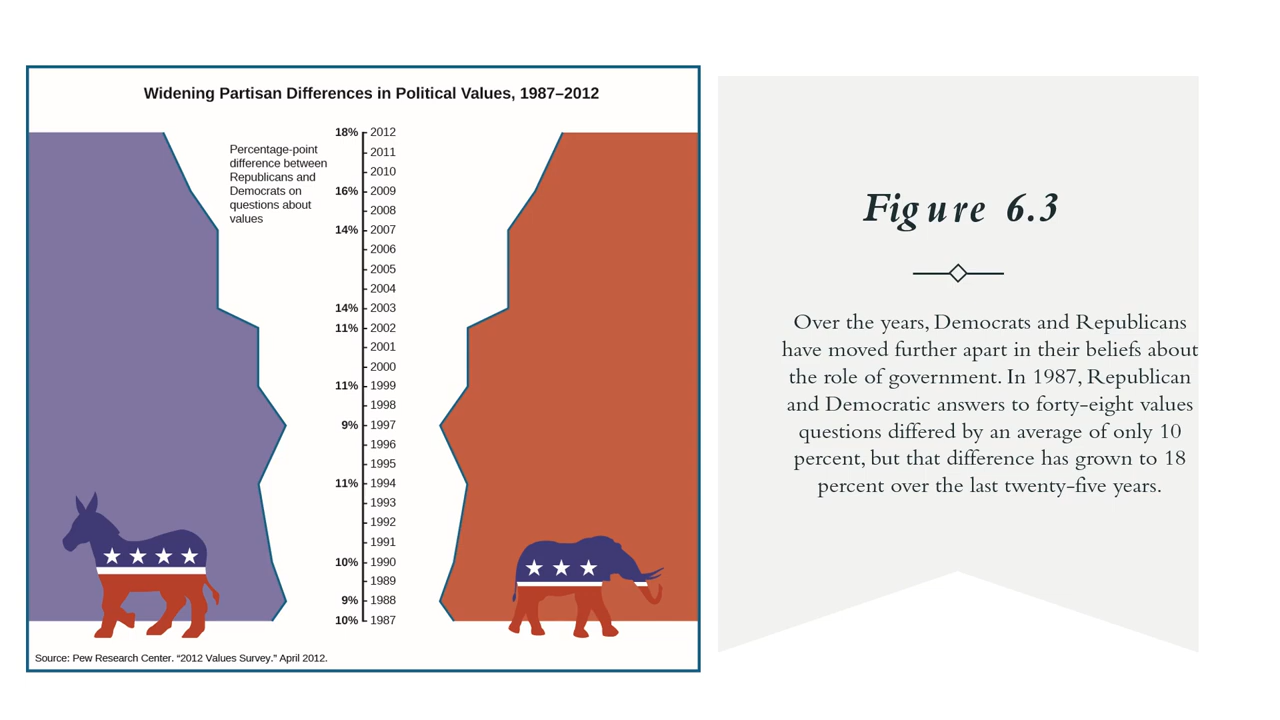 Widening Partisan Differences in Political Values, 1987–2012
Percentage-point
difference between
Republicans and
Democrats on
questions about
values
18% 2012
2011
2010
16% 2009
2008
14% 2007
2006
2005
2004
14% 2003
11% 2002
2001
2000
11% 1999
1998
9% 1997
1996
1995
11% 1994
1993
1992
1991
10% 1990
1989
9% 1988
10% 1987
Source: Pew Research Center. “2012 Values Survey.” April 2012.
Figure 6.3
Over the years, Democrats and Republicans
have moved further apart in their beliefs about
the role of government. In 1987, Republican
and Democratic answers to forty-eight values
questions differed by an average of only 10
percent, but that difference has grown to 18
percent over the last twenty-five years.